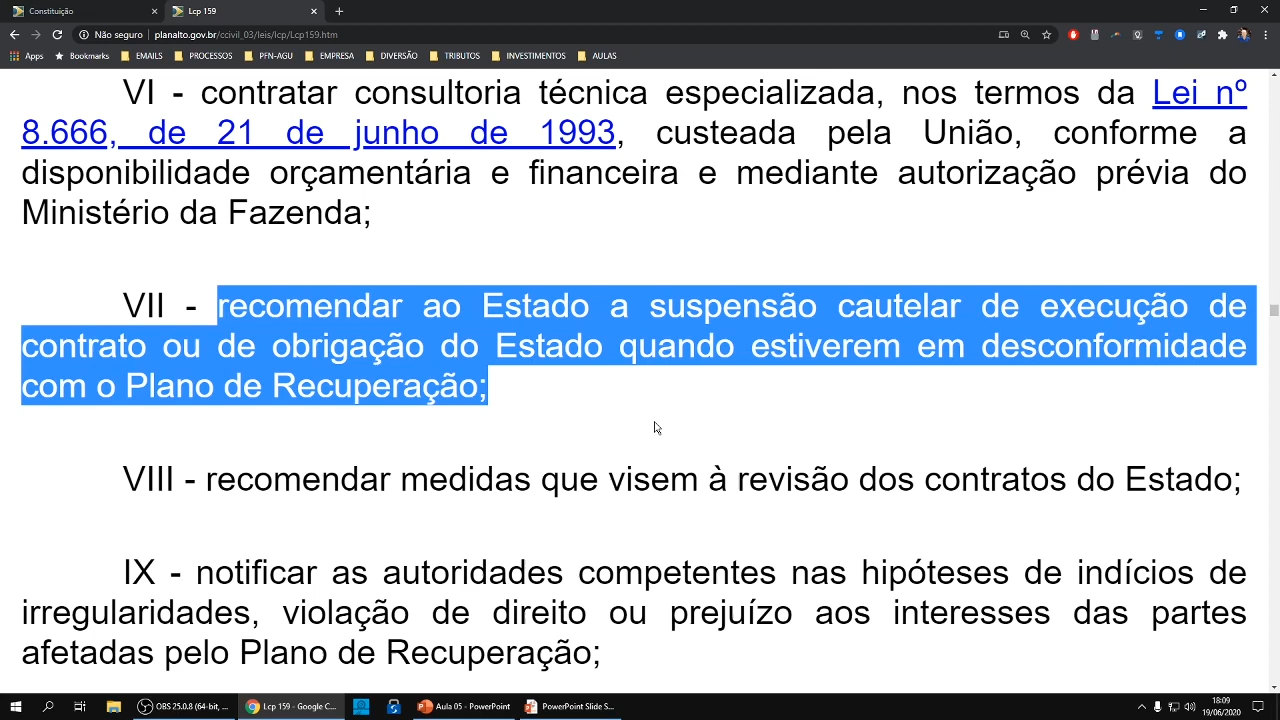 Constituição
Lcp 159
Não seguro | planalto.gov.br/ccivil_03/leis/lcp/Lcp159.htm
Apps Bookmarks EMAILS PROCESSOS PFN-AGU EMPRESA DIVERSÃO TRIBUTOS INVESTIMENTOS AULAS
VI - contratar consultoria técnica especializada, nos termos da Lei nº
8.666, de 21 de junho de 1993, custeada pela União, conforme a
disponibilidade orçamentária e financeira e mediante autorização prévia do
Ministério da Fazenda;
VII - recomendar ao Estado a suspensão cautelar de execução de
contrato ou de obrigação do Estado quando estiverem em desconformidade
com o Plano de Recuperação;
VIII - recomendar medidas que visem à revisão dos contratos do Estado;
IX - notificar as autoridades competentes nas hipóteses de indícios de
irregularidades, violação de direito ou prejuízo aos interesses das partes
afetadas pelo Plano de Recuperação;
OBS 25.0.8 (64-bit, ... Lcp 159 - Google C... Aula 05 - PowerPoint PowerPoint Slide S... 18:09
19/06/2020